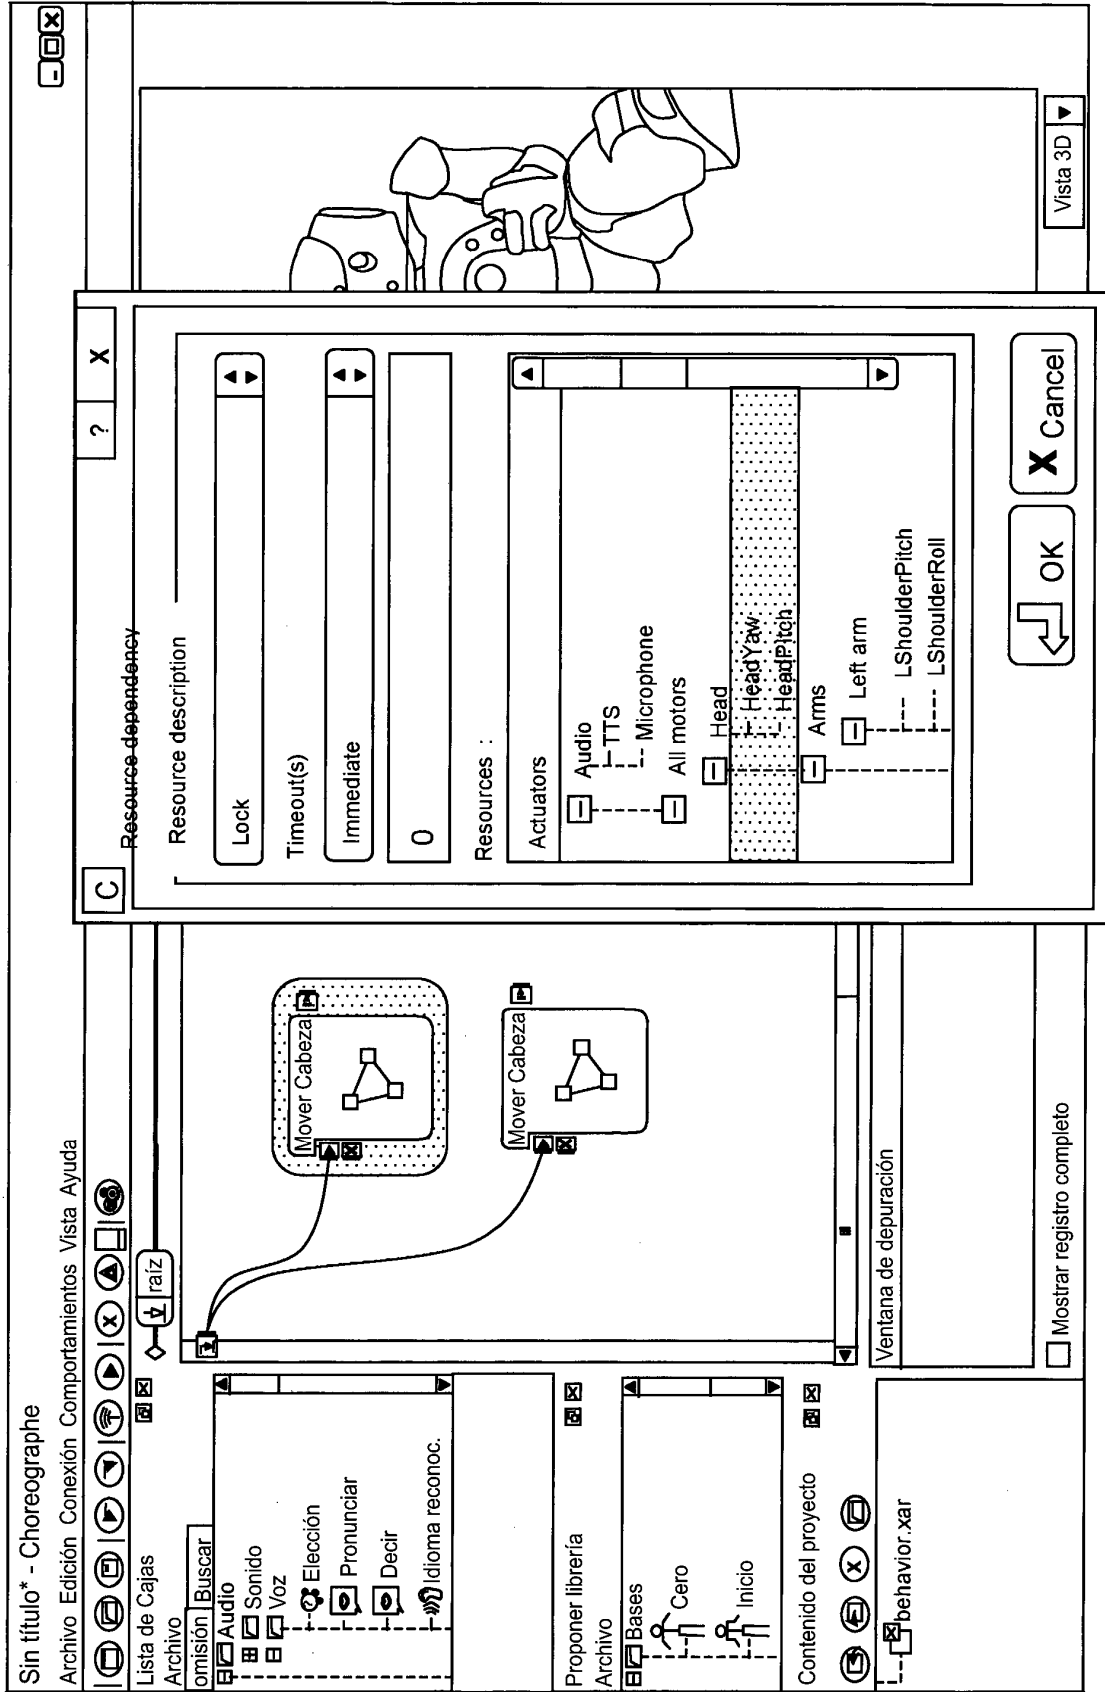 Sin título* - Choreographe
Archivo Edición Conexión Comportamientos Vista Ayuda
Lista de Cajas
Archivo
omisión Buscar
Audio
Sonido
Voz
Elección
Pronunciar
Decir
Idioma reconoc.
Proponer librería
Archivo
Bases
Cero
Inicio
Contenido del proyecto
behavior.xar
raíz
Mover Cabeza
Mover Cabeza
Ventana de depuración
Mostrar registro completo
C ? X
Resource dependency
Resource description
Lock
Timeout(s)
Immediate
0
Resources :
Actuators
Audio
TTS
Microphone
All motors
Head
HeadYaw
HeadPitch
Arms
Left arm
LShoulderPitch
LShoulderRoll
OK X Cancel
Vista 3D